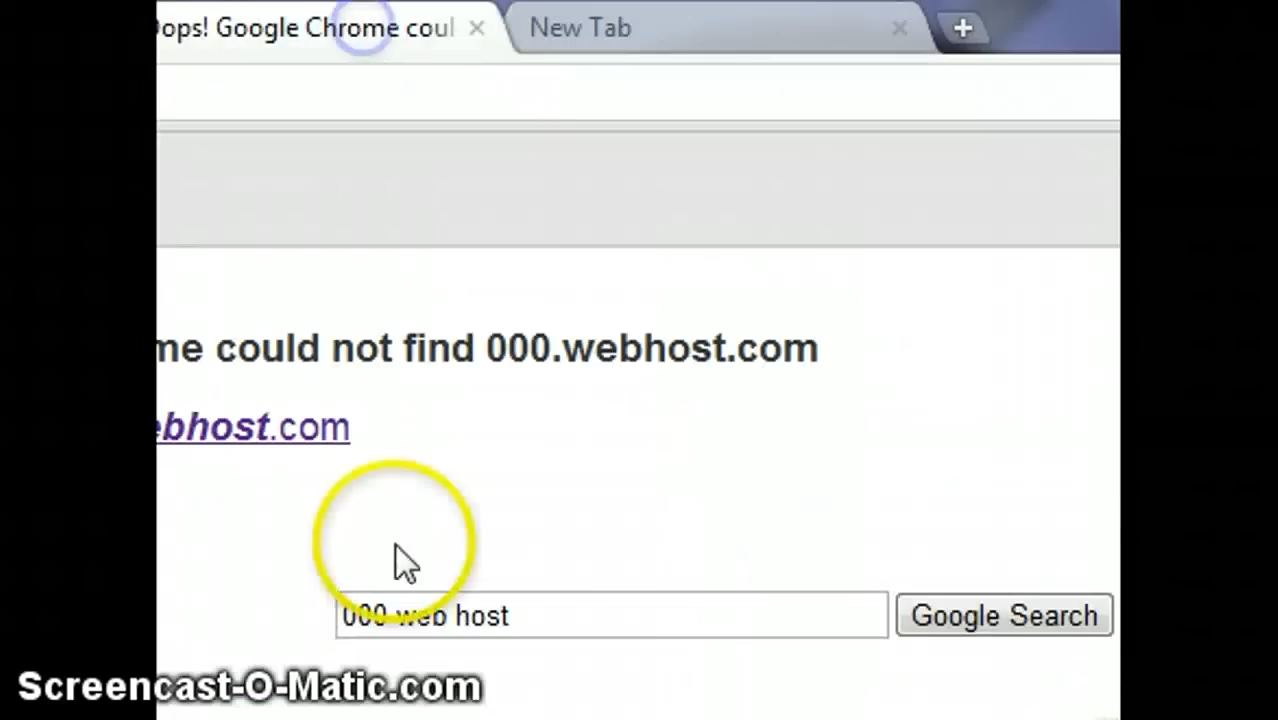 oops! Google Chrome coul
New Tab
me could not find 000.webhost.com
ebhost.com
000 web host
Google Search
Screencast-O-Matic.com